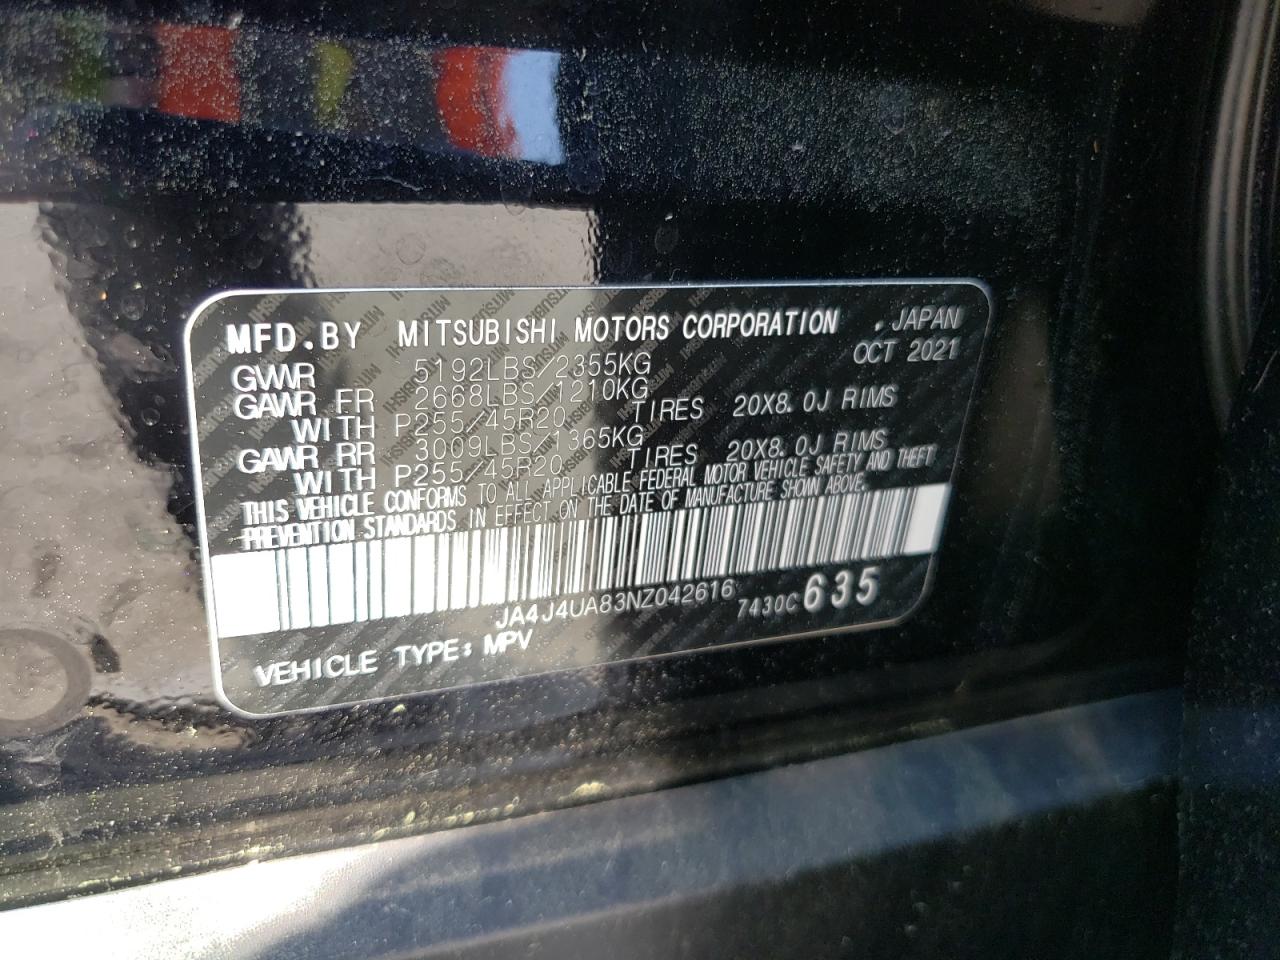 MFD.BY MITSUBISHI MOTORS CORPORATION , JAPAN
OCT 2021
GVWR 5192LBS/2355KG
GAWR FR 2668LBS/1210KG
WITH P255/45R20 TIRES 20X8.0J RIMS
GAWR RR 3009LBS/1365KG
WITH P255/45R20 TIRES 20X8.0J RIMS
THIS VEHICLE CONFORMS TO ALL APPLICABLE FEDERAL MOTOR VEHICLE SAFETY AND THEFT
PREVENTION STANDARDS IN EFFECT ON THE DATE OF MANUFACTURE SHOWN ABOVE.
JA4J4UA83NZ042616 7430C 635
VEHICLE TYPE: MPV